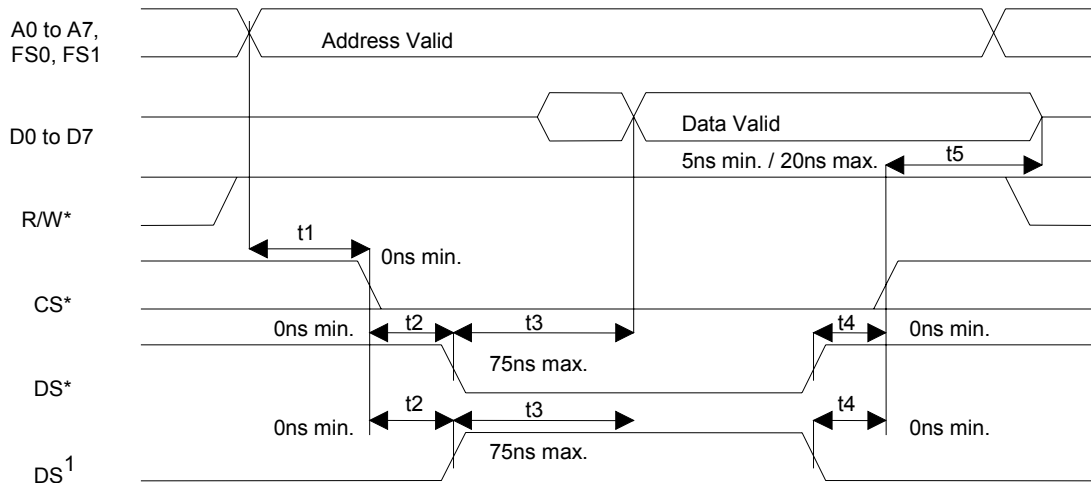 A0 to A7,
FS0, FS1
Address Valid
D0 to D7
Data Valid
5ns min. / 20ns max.
t5
R/W*
t1
0ns min.
CS*
0ns min.
t2
t3
t4
0ns min.
75ns max.
DS*
0ns min.
t2
t3
t4
0ns min.
75ns max.
DS1